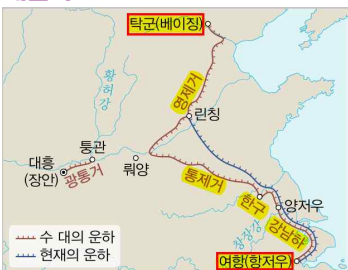 탁군(베이징)
황허강
영제거
린칭
퉁관
대흥
(장안)
광통거
뤄양
통제거
한구
양저우
강남하
창장강
여항(항저우)
수 대의 운하
현재의 운하